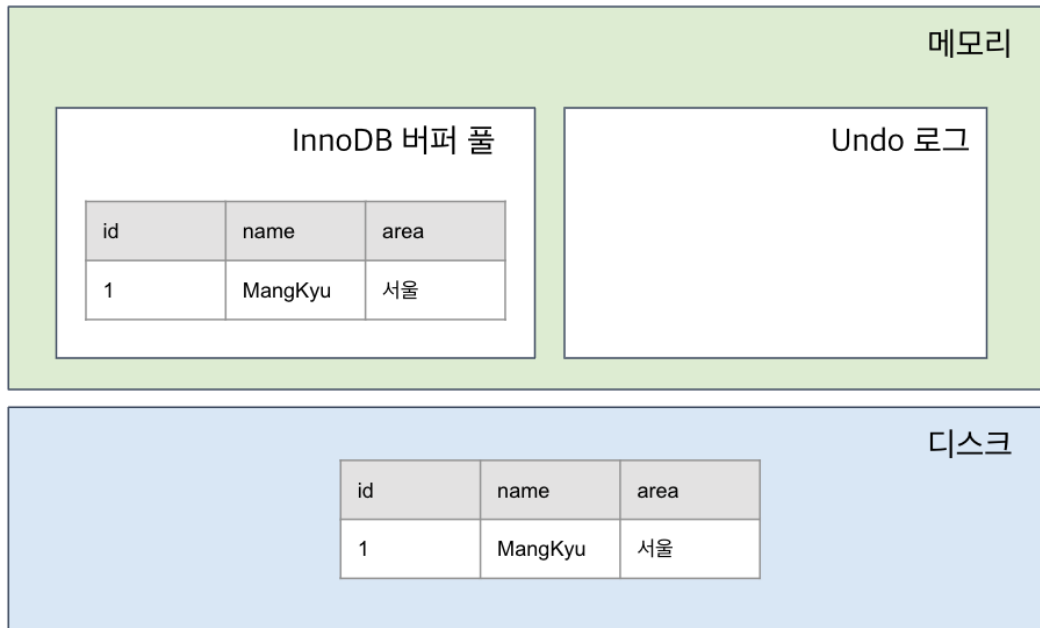 메모리
InnoDB 버퍼 풀
Undo 로그
id name area
1 MangKyu 서울
디스크
id name area
1 MangKyu 서울